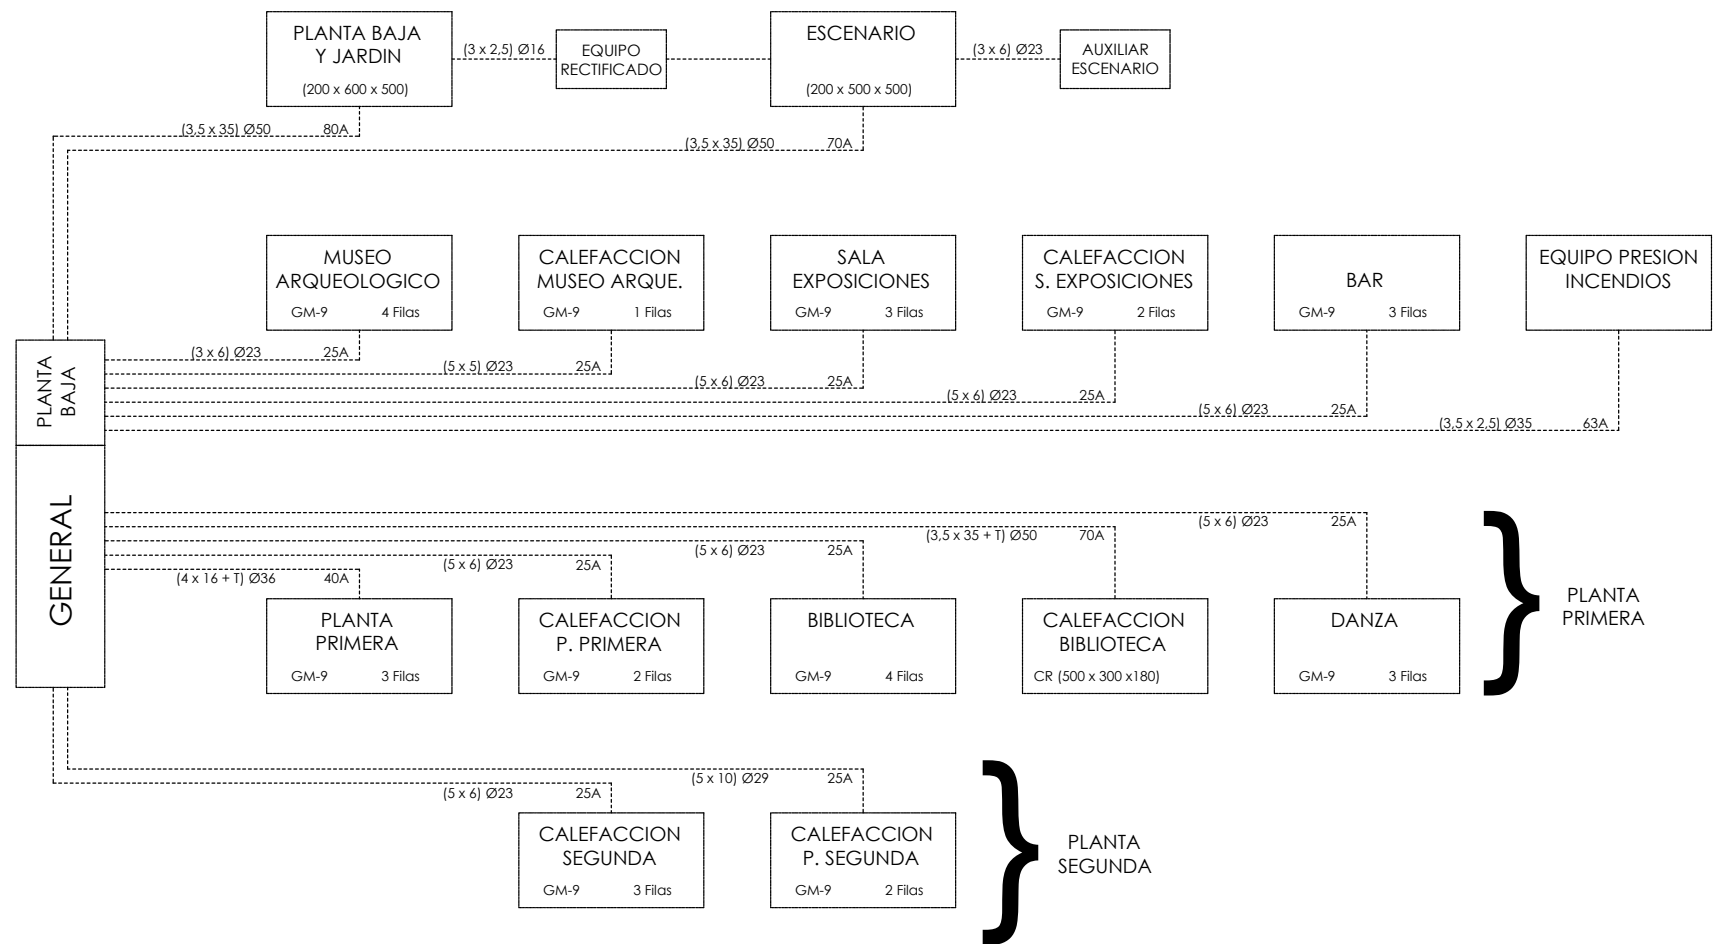 PLANTA BAJA
Y JARDIN
(200 x 600 x 500)
(3 x 2,5) Ø16
EQUIPO
RECTIFICADO
ESCENARIO
(200 x 500 x 500)
(3 x 6) Ø23
AUXILIAR
ESCENARIO
(3,5 x 35) Ø50 80A
(3,5 x 35) Ø50 70A
MUSEO
ARQUEOLOGICO
GM-9 4 Filas
CALEFACCION
MUSEO ARQUE.
GM-9 1 Filas
SALA
EXPOSICIONES
GM-9 3 Filas
CALEFACCION
S. EXPOSICIONES
GM-9 2 Filas
BAR
GM-9 3 Filas
EQUIPO PRESION
INCENDIOS
(3 x 6) Ø23 25A
(5 x 5) Ø23 25A
(5 x 6) Ø23 25A
(5 x 6) Ø23 25A
(5 x 6) Ø23 25A
(3,5 x 2,5) Ø35 63A
PLANTA
BAJA
GENERAL
(5 x 6) Ø23 25A
(3,5 x 35 + T) Ø50 70A
(5 x 6) Ø23 25A
(5 x 6) Ø23 25A
(4 x 16 + T) Ø36 40A
PLANTA
PRIMERA
GM-9 3 Filas
CALEFACCION
P. PRIMERA
GM-9 2 Filas
BIBLIOTECA
GM-9 4 Filas
CALEFACCION
BIBLIOTECA
CR (500 x 300 x180)
DANZA
GM-9 3 Filas
PLANTA
PRIMERA
(5 x 10) Ø29 25A
(5 x 6) Ø23 25A
CALEFACCION
SEGUNDA
GM-9 3 Filas
CALEFACCION
P. SEGUNDA
GM-9 2 Filas
PLANTA
SEGUNDA